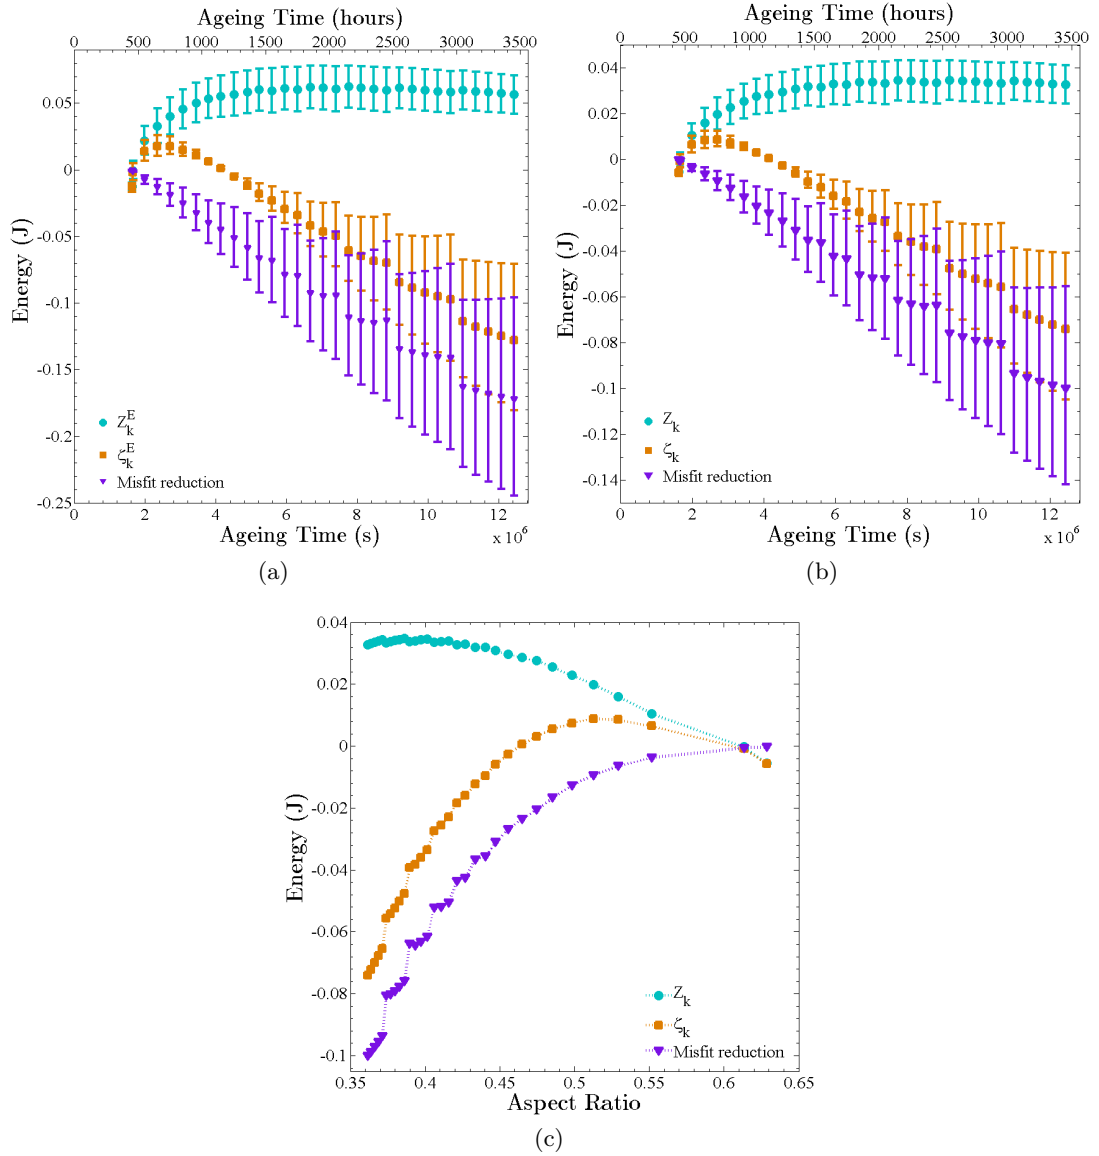 Ageing Time (hours)
0 500 1000 1500 2000 2500 3000 3500
0.05
0
-0.05
-0.1
-0.15
-0.2
-0.25
Energy (J)
Z_k^E
ζ_k^E
Misfit reduction
0 2 4 6 8 10 12
Ageing Time (s)
x 10^6
(a)
Ageing Time (hours)
0 500 1000 1500 2000 2500 3000 3500
0.04
0.02
0
-0.02
-0.04
-0.06
-0.08
-0.1
-0.12
-0.14
Energy (J)
Z_k
ζ_k
Misfit reduction
0 2 4 6 8 10 12
Ageing Time (s)
x 10^6
(b)
0.04
0.02
0
-0.02
-0.04
-0.06
-0.08
-0.1
Energy (J)
Z_k
ζ_k
Misfit reduction
0.35 0.4 0.45 0.5 0.55 0.6 0.65
Aspect Ratio
(c)